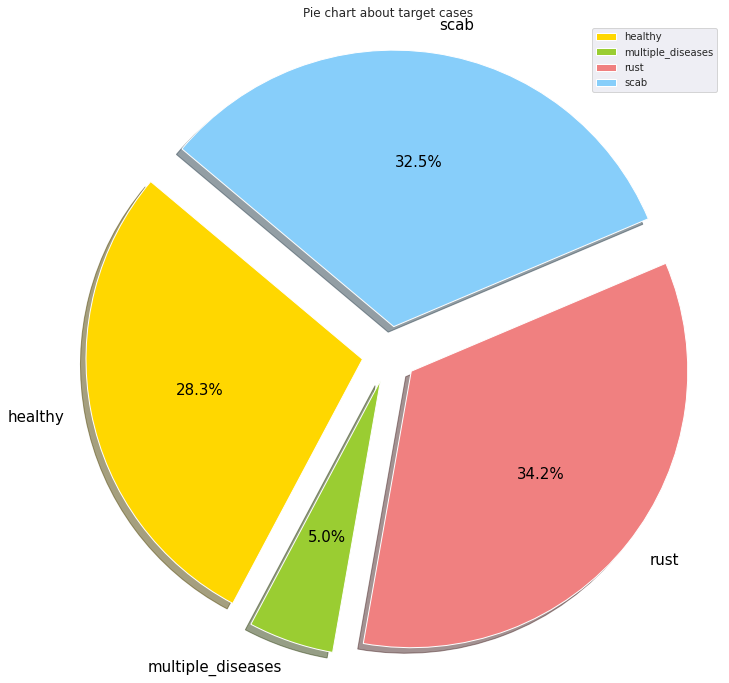 Pie chart about target cases
scab
healthy
multiple_diseases
rust
scab
32.5%
28.3%
healthy
34.2%
5.0%
rust
multiple_diseases